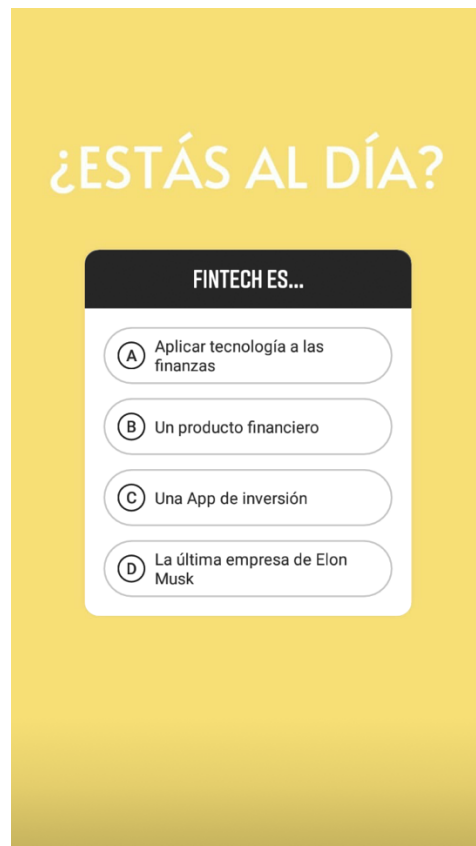 ¿ESTÁS AL DÍA?
FINTECH ES...
A Aplicar tecnología a las
finanzas
B Un producto financiero
C Una App de inversión
D La última empresa de Elon
Musk